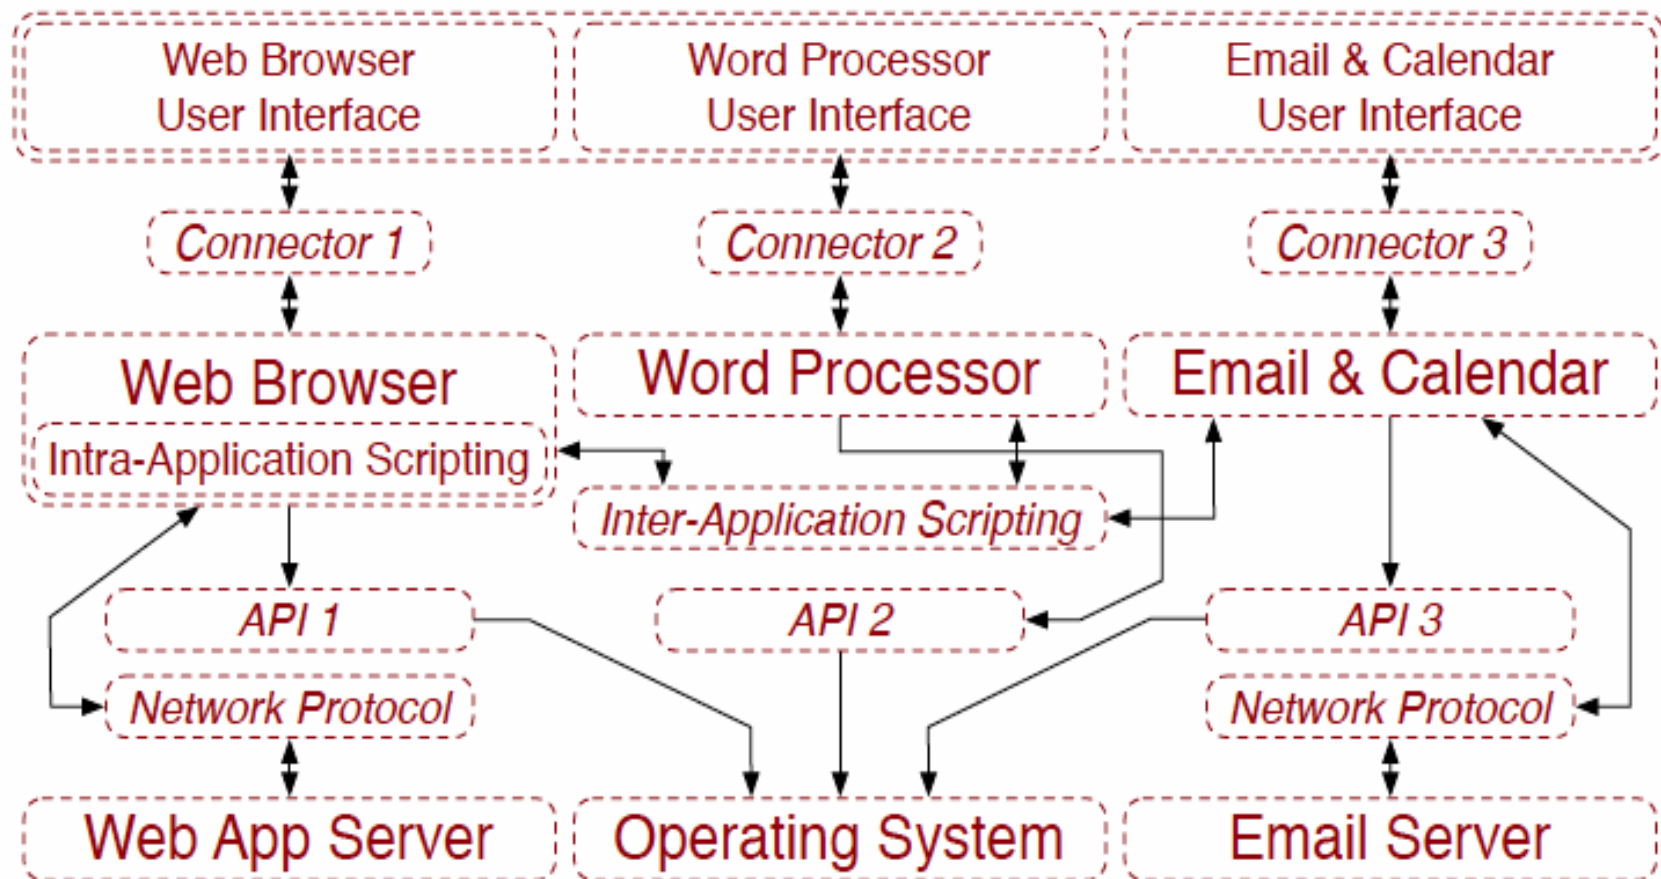 Web Browser
User Interface
Word Processor
User Interface
Email & Calendar
User Interface
Connector 1
Connector 2
Connector 3
Web Browser
Intra-Application Scripting
Word Processor
Email & Calendar
Inter-Application Scripting
API 1
API 2
API 3
Network Protocol
Network Protocol
Web App Server
Operating System
Email Server